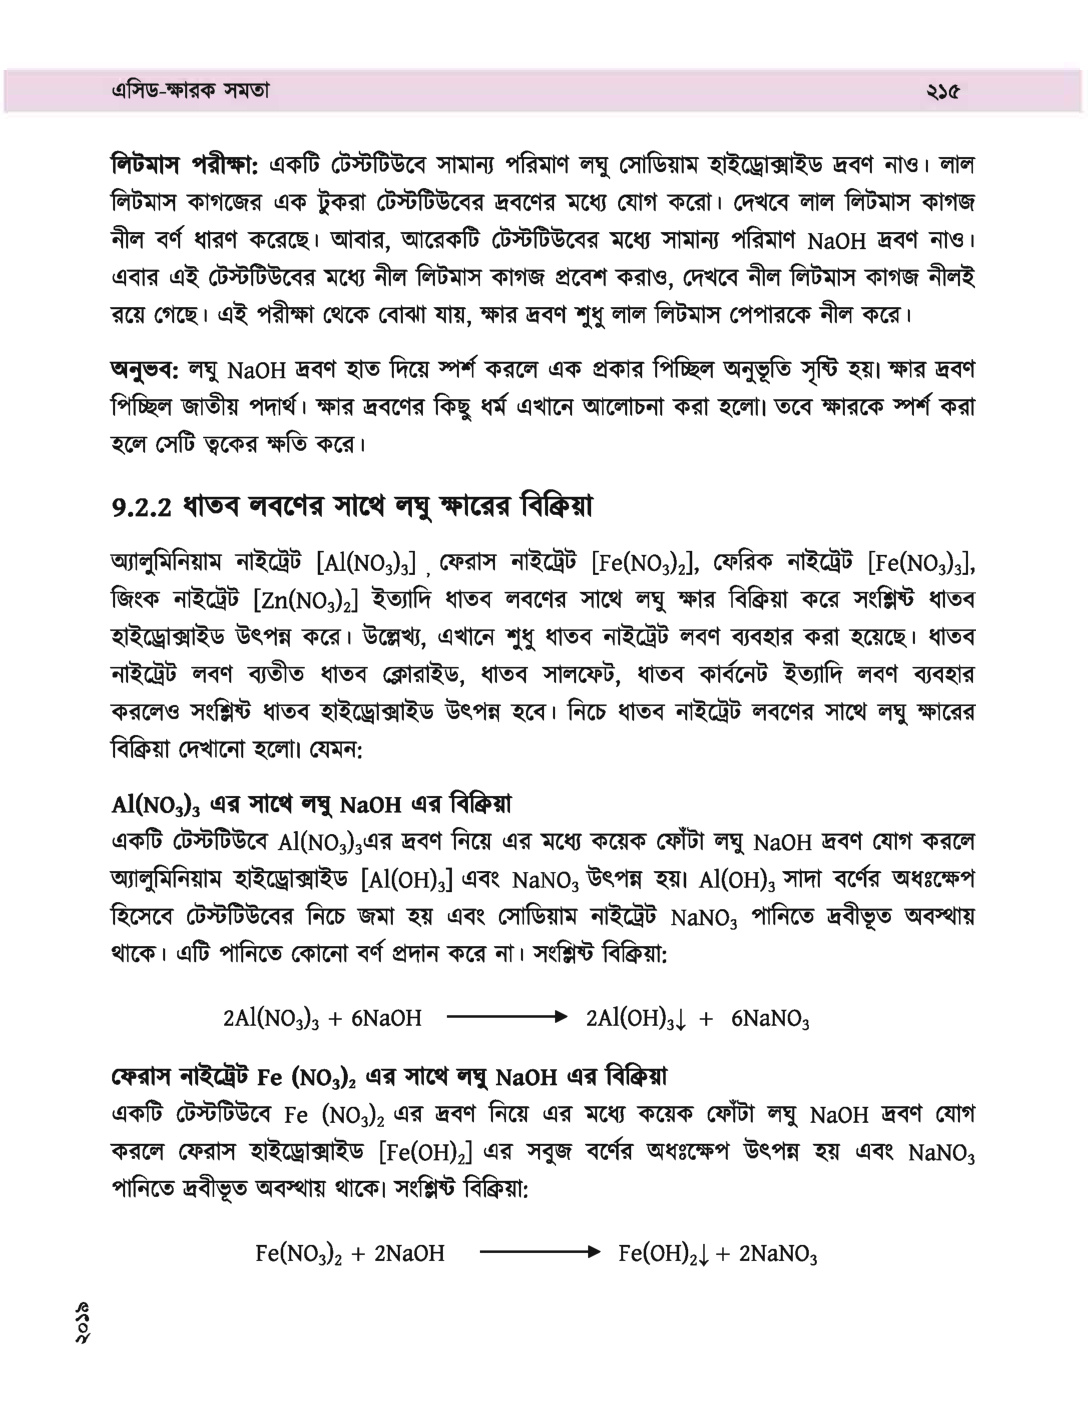 এসিড-ক্ষারক সমতা ২১৫
লিটমাস পরীক্ষা: একটি টেস্টটিউবে সামান্য পরিমাণ লঘু সোডিয়াম হাইড্রোক্সাইড দ্রবণ নাও। লাল
লিটমাস কাগজের এক টুকরা টেস্টটিউবের দ্রবণের মধ্যে যোগ করো। দেখবে লাল লিটমাস কাগজ
নীল বর্ণ ধারণ করেছে। আবার, আরেকটি টেস্টটিউবের মধ্যে সামান্য পরিমাণ NaOH দ্রবণ নাও।
এবার এই টেস্টটিউবের মধ্যে নীল লিটমাস কাগজ প্রবেশ করাও, দেখবে নীল লিটমাস কাগজ নীলই
রয়ে গেছে। এই পরীক্ষা থেকে বোঝা যায়, ক্ষার দ্রবণ শুধু লাল লিটমাস পেপারকে নীল করে।
অনুভব: লঘু NaOH দ্রবণ হাত দিয়ে স্পর্শ করলে এক প্রকার পিচ্ছিল অনুভূতি সৃষ্টি হয়। ক্ষার দ্রবণ
পিচ্ছিল জাতীয় পদার্থ। ক্ষার দ্রবণের কিছু ধর্ম এখানে আলোচনা করা হলো। তবে ক্ষারকে স্পর্শ করা
হলে সেটি ত্বকের ক্ষতি করে।
9.2.2 ধাতব লবণের সাথে লঘু ক্ষারের বিক্রিয়া
অ্যালুমিনিয়াম নাইট্রেট [Al(NO₃)₃] , ফেরাস নাইট্রেট [Fe(NO₃)₂], ফেরিক নাইট্রেট [Fe(NO₃)₃],
জিংক নাইট্রেট [Zn(NO₃)₂] ইত্যাদি ধাতব লবণের সাথে লঘু ক্ষার বিক্রিয়া করে সংশ্লিষ্ট ধাতব
হাইড্রোক্সাইড উৎপন্ন করে। উল্লেখ্য, এখানে শুধু ধাতব নাইট্রেট লবণ ব্যবহার করা হয়েছে। ধাতব
নাইট্রেট লবণ ব্যতীত ধাতব ক্লোরাইড, ধাতব সালফেট, ধাতব কার্বনেট ইত্যাদি লবণ ব্যবহার
করলেও সংশ্লিষ্ট ধাতব হাইড্রোক্সাইড উৎপন্ন হবে। নিচে ধাতব নাইট্রেট লবণের সাথে লঘু ক্ষারের
বিক্রিয়া দেখানো হলো। যেমন:
Al(NO₃)₃ এর সাথে লঘু NaOH এর বিক্রিয়া
একটি টেস্টটিউবে Al(NO₃)₃এর দ্রবণ নিয়ে এর মধ্যে কয়েক ফোঁটা লঘু NaOH দ্রবণ যোগ করলে
অ্যালুমিনিয়াম হাইড্রোক্সাইড [Al(OH)₃] এবং NaNO₃ উৎপন্ন হয়। Al(OH)₃ সাদা বর্ণের অধঃক্ষেপ
হিসেবে টেস্টটিউবের নিচে জমা হয় এবং সোডিয়াম নাইট্রেট NaNO₃ পানিতে দ্রবীভূত অবস্থায়
থাকে। এটি পানিতে কোনো বর্ণ প্রদান করে না। সংশ্লিষ্ট বিক্রিয়া:
2Al(NO₃)₃ + 6NaOH ⟶ 2Al(OH)₃↓ + 6NaNO₃
ফেরাস নাইট্রেট Fe (NO₃)₂ এর সাথে লঘু NaOH এর বিক্রিয়া
একটি টেস্টটিউবে Fe (NO₃)₂ এর দ্রবণ নিয়ে এর মধ্যে কয়েক ফোঁটা লঘু NaOH দ্রবণ যোগ
করলে ফেরাস হাইড্রোক্সাইড [Fe(OH)₂] এর সবুজ বর্ণের অধঃক্ষেপ উৎপন্ন হয় এবং NaNO₃
পানিতে দ্রবীভূত অবস্থায় থাকে। সংশ্লিষ্ট বিক্রিয়া:
Fe(NO₃)₂ + 2NaOH ⟶ Fe(OH)₂↓ + 2NaNO₃
২০১৯